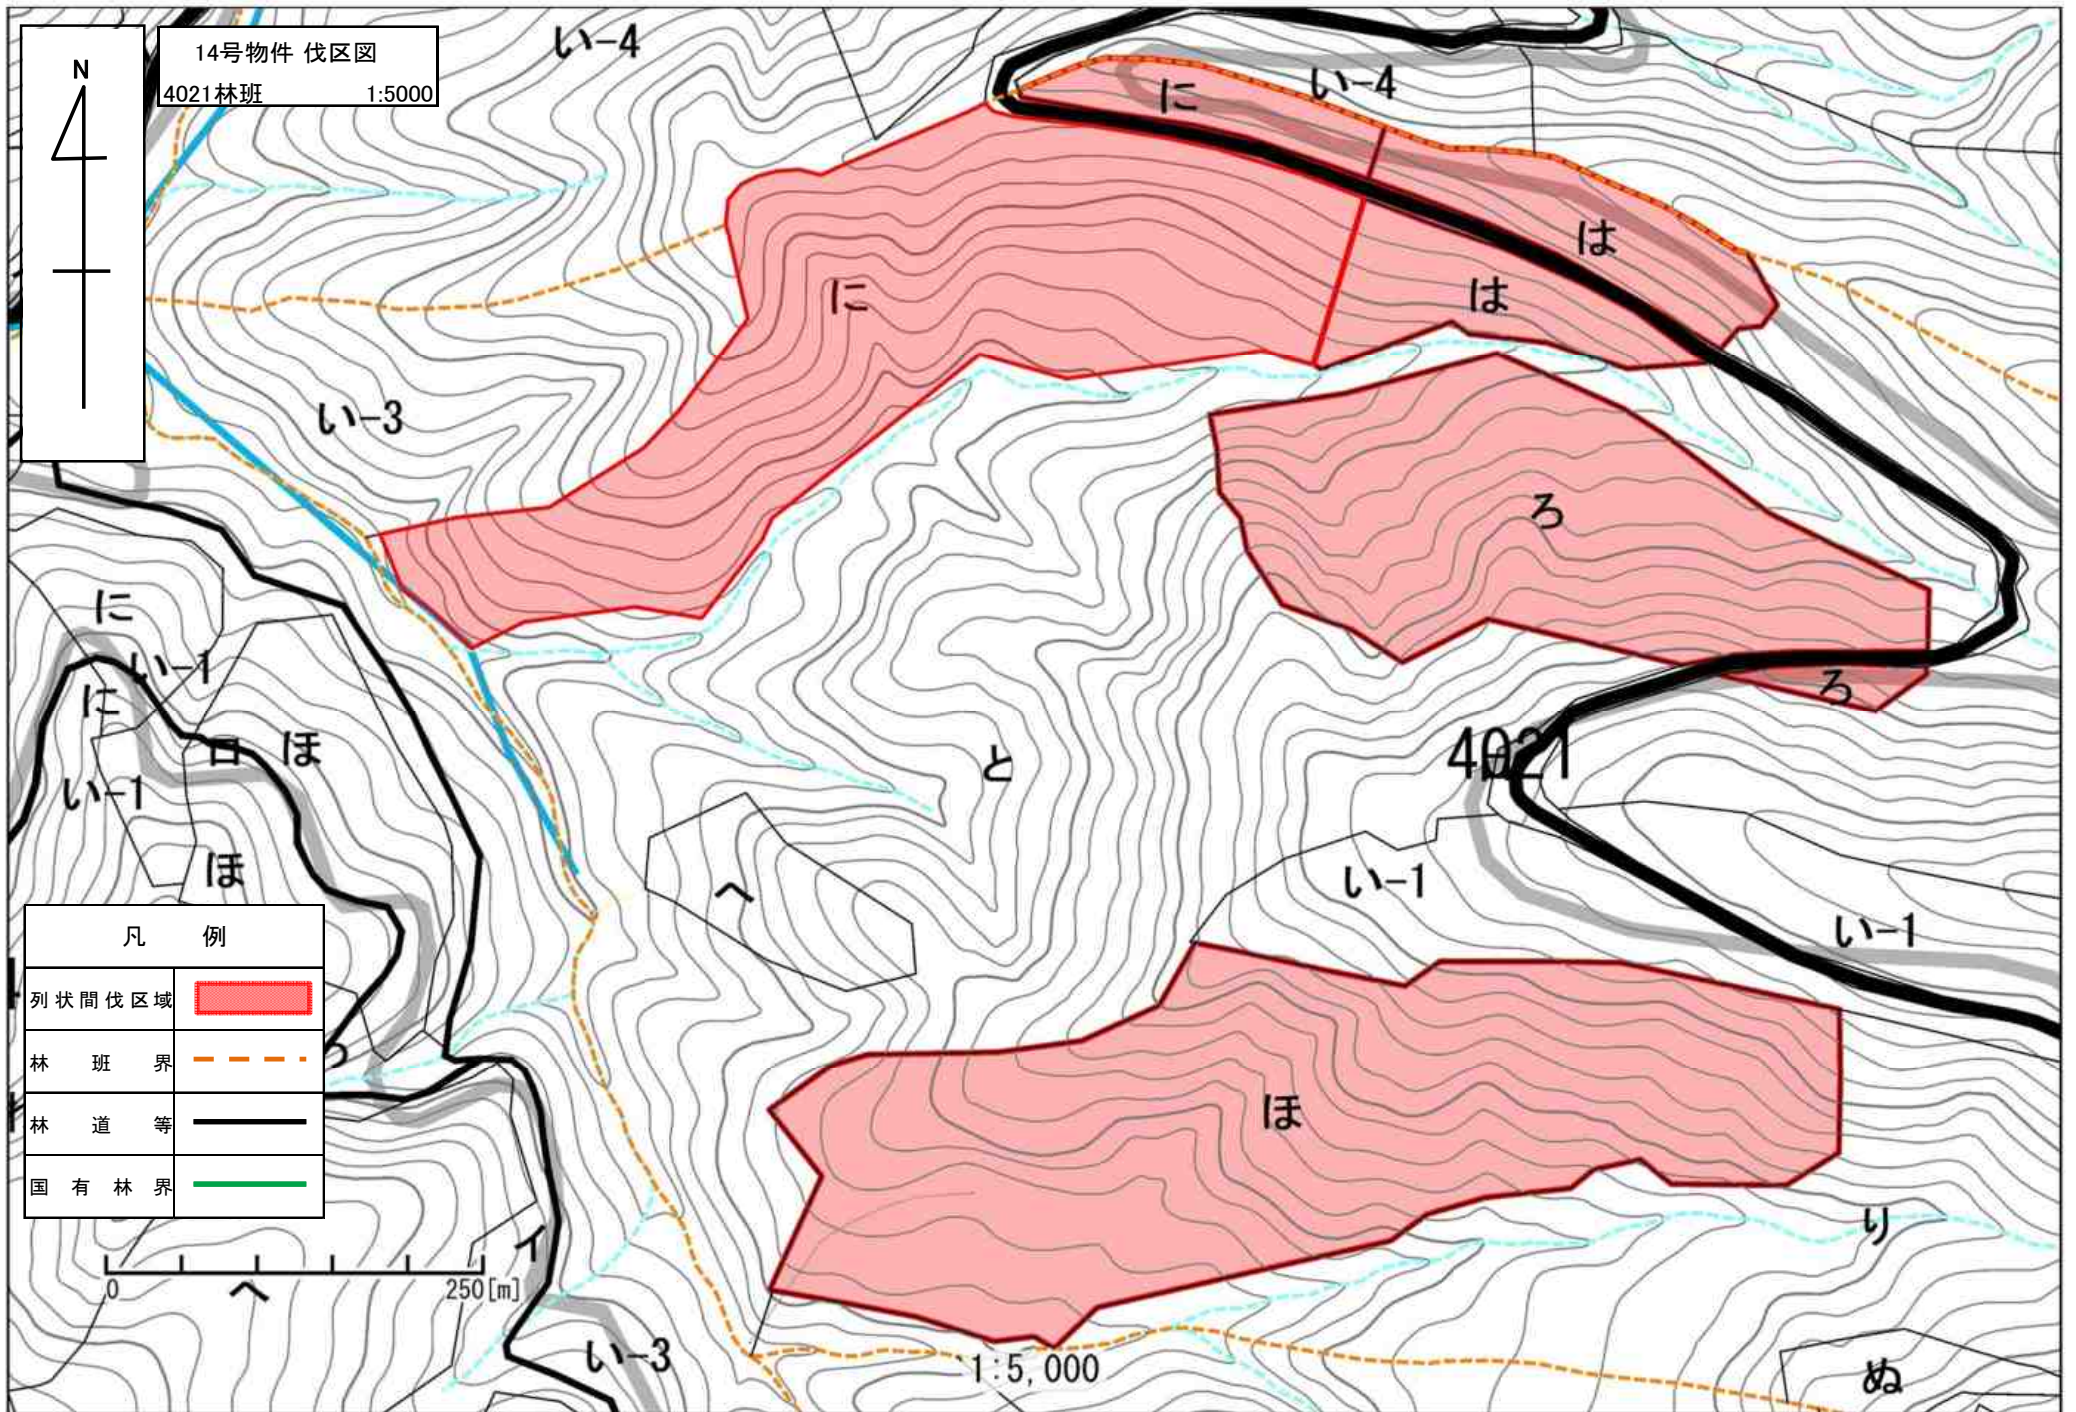 い-4
14号物件 伐区図
4021林班 1:5000
N
に
い-4
は
に
は
い-3
ろ
に
い-1
に
ろ
ロ
ほ
4021
と
い-1
ほ
へ
い-1
い-1
凡 例
列状間伐区域
林班界
林道等
国有林界
ほ
り
イ
0
250[m]
へ
い-3
1:5,000
ぬ